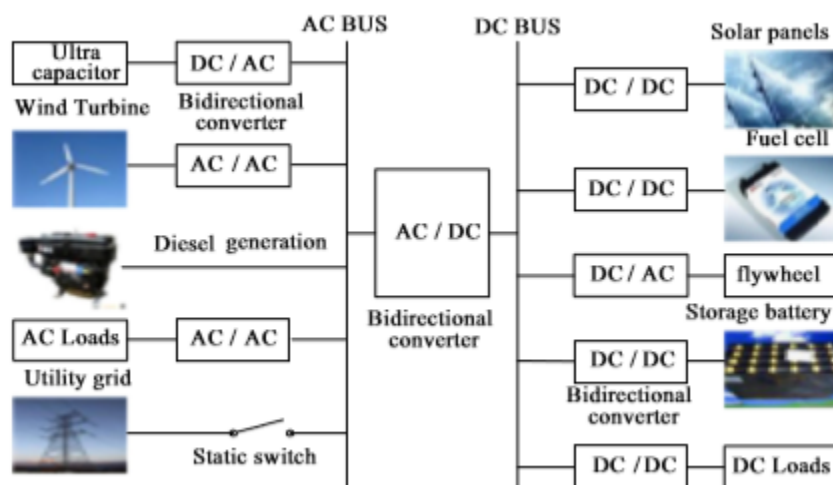 AC BUS
DC BUS
Solar panels
Ultra
capacitor
DC / AC
DC / DC
Wind Turbine
Bidirectional
converter
Fuel cell
AC / AC
DC / DC
AC / DC
Diesel generation
DC / AC
flywheel
Bidirectional
converter
Storage battery
AC Loads
AC / AC
DC / DC
Utility grid
Bidirectional
converter
Static switch
DC /DC
DC Loads